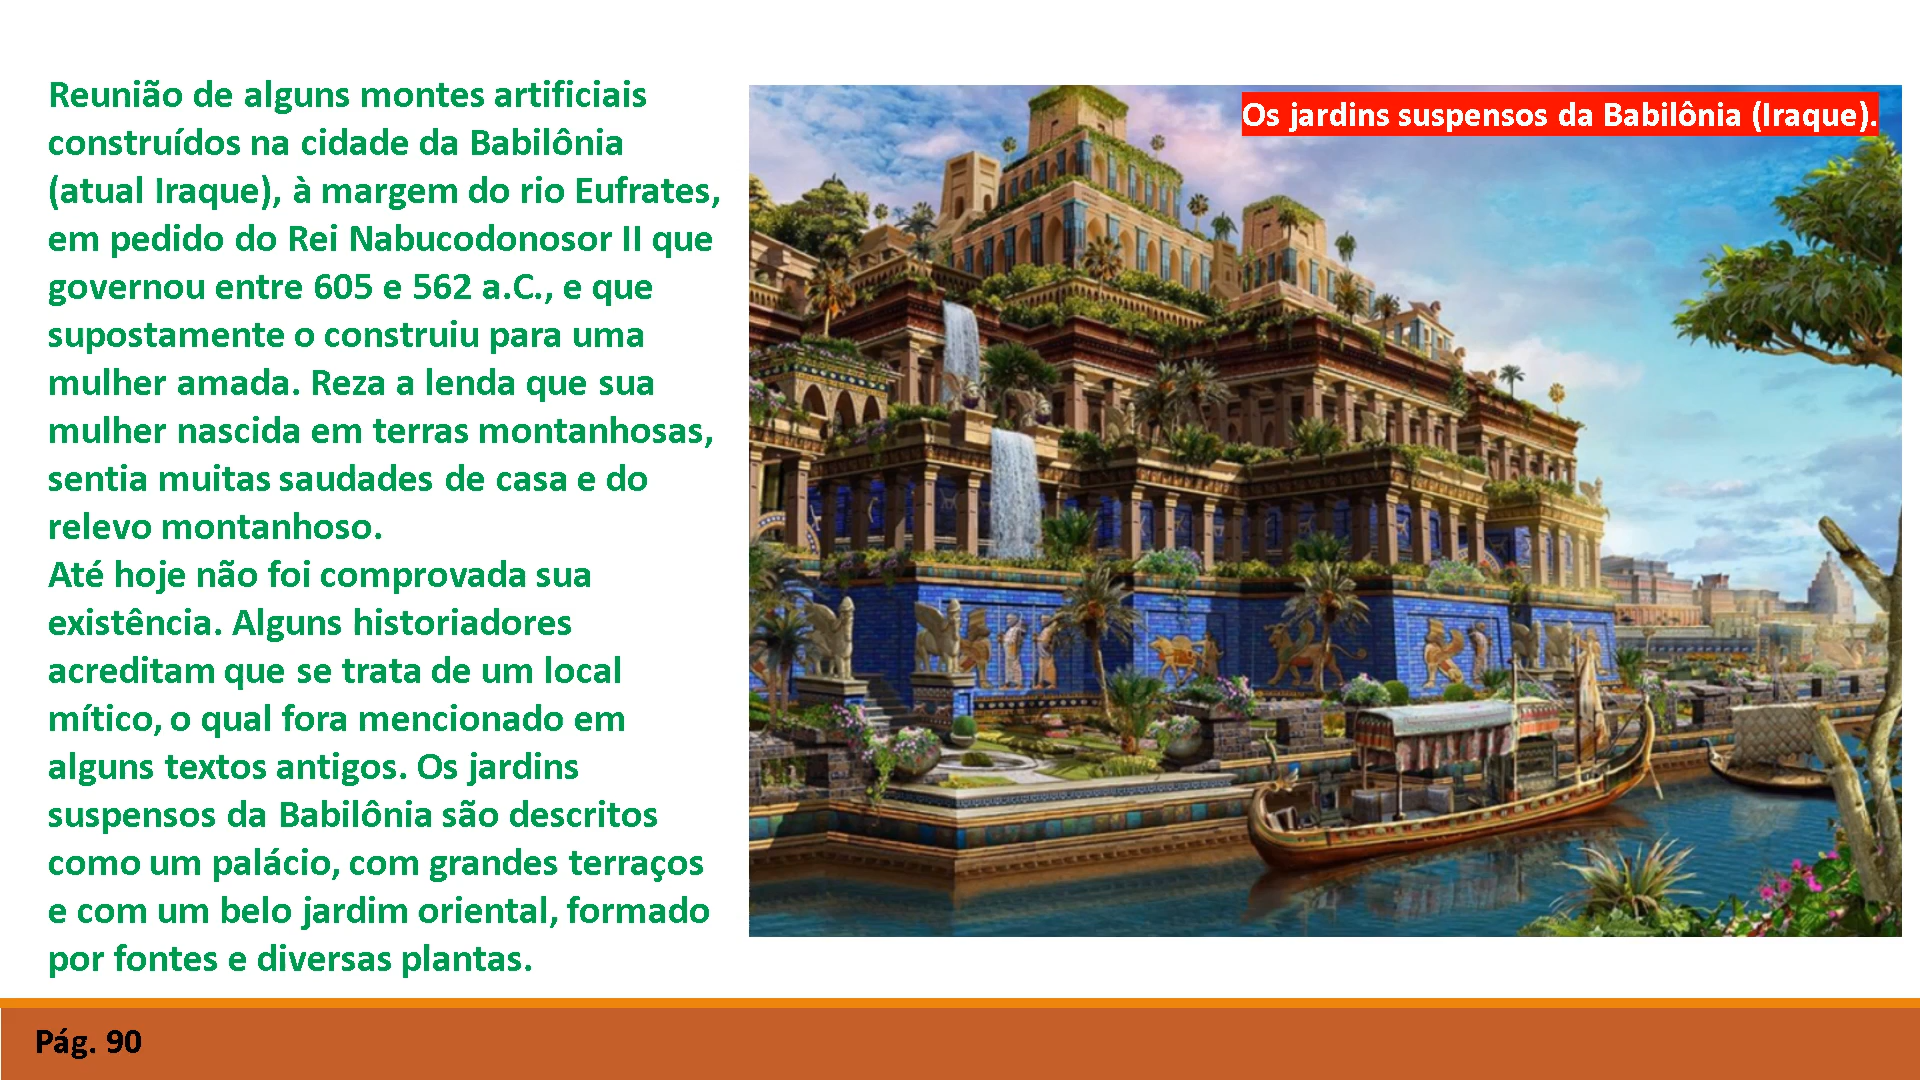 Reunião de alguns montes artificiais
construídos na cidade da Babilônia
(atual Iraque), à margem do rio Eufrates,
em pedido do Rei Nabucodonosor II que
governou entre 605 e 562 a.C., e que
supostamente o construiu para uma
mulher amada. Reza a lenda que sua
mulher nascida em terras montanhosas,
sentia muitas saudades de casa e do
relevo montanhoso.
Até hoje não foi comprovada sua
existência. Alguns historiadores
acreditam que se trata de um local
mítico, o qual fora mencionado em
alguns textos antigos. Os jardins
suspensos da Babilônia são descritos
como um palácio, com grandes terraços
e com um belo jardim oriental, formado
por fontes e diversas plantas.
Os jardins suspensos da Babilônia (Iraque).
Pág. 90